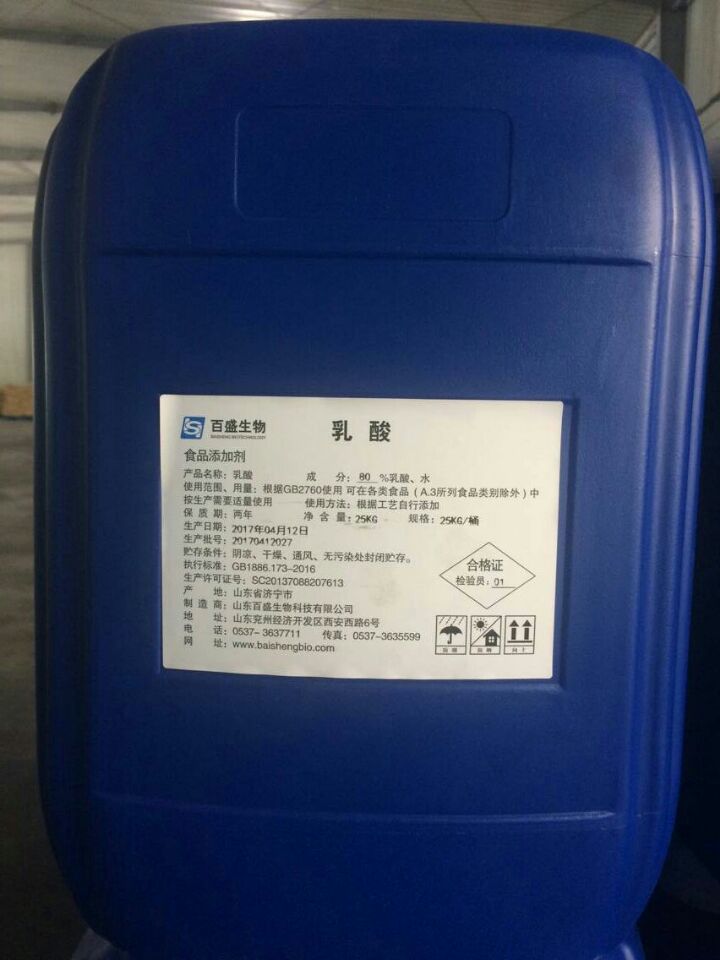 百盛生物
BAISHENG BIOTECHNOLOGY
乳 酸
食品添加剂
产品名称：乳酸 成 分：80 %乳酸、水
使用范围、用量：根据GB2760使用 可在各类食品（A.3所列食品类别除外）中
按生产需要适量使用 使用方法：根据工艺自行添加
保 质 期：两年 净 含 量：25KG 规格：25KG/桶
生产日期：2017年04月12日
生产批号：20170412027
贮存条件：阴凉、干燥、通风、无污染处封闭贮存。
执行标准：GB1886.173-2016
生产许可证号：SC20137088207613
产 地：山东省济宁市
制 造 商：山东百盛生物科技有限公司
地 址：山东兖州经济开发区西安西路6号
电 话：0537- 3637711 传真：0537-3635599
网 址：www.baishengbio.com
合格证
检验员：01
防潮 防晒 向上